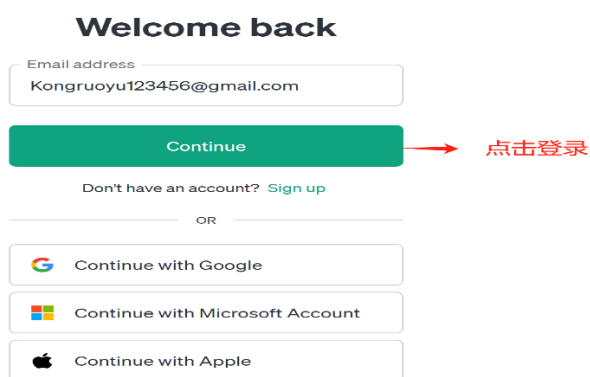 Welcome back
Email address
Kongruoyu123456@gmail.com
Continue
点击登录
Don't have an account? Sign up
OR
Continue with Google
Continue with Microsoft Account
Continue with Apple